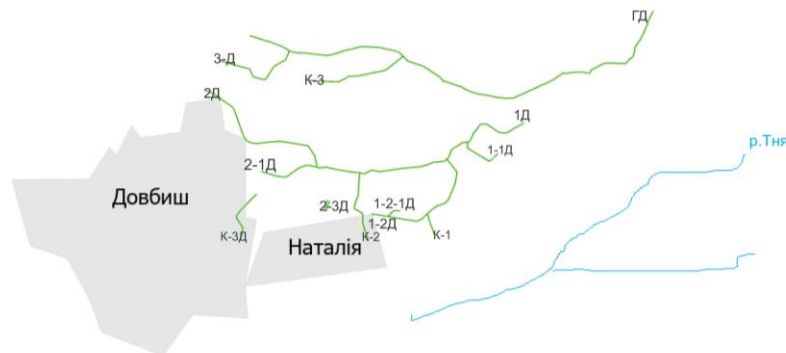 ГД
3-Д
К-3
2Д
1Д
р.Тня
1-1Д
2-1Д
Довбиш
2-3Д
1-2-1Д
1-2Д
К-3Д
К-2
К-1
Наталія